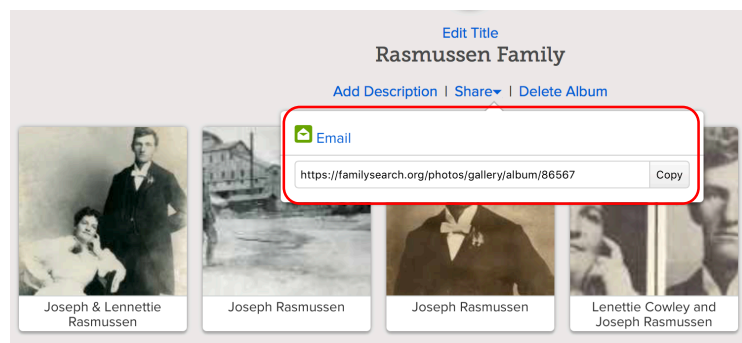 Edit Title
Rasmussen Family
Add Description | Share▾ | Delete Album
Email
https://familysearch.org/photos/gallery/album/86567 Copy
Joseph & Lennettie
Rasmussen
Joseph Rasmussen
Joseph Rasmussen
Lenettie Cowley and
Joseph Rasmussen